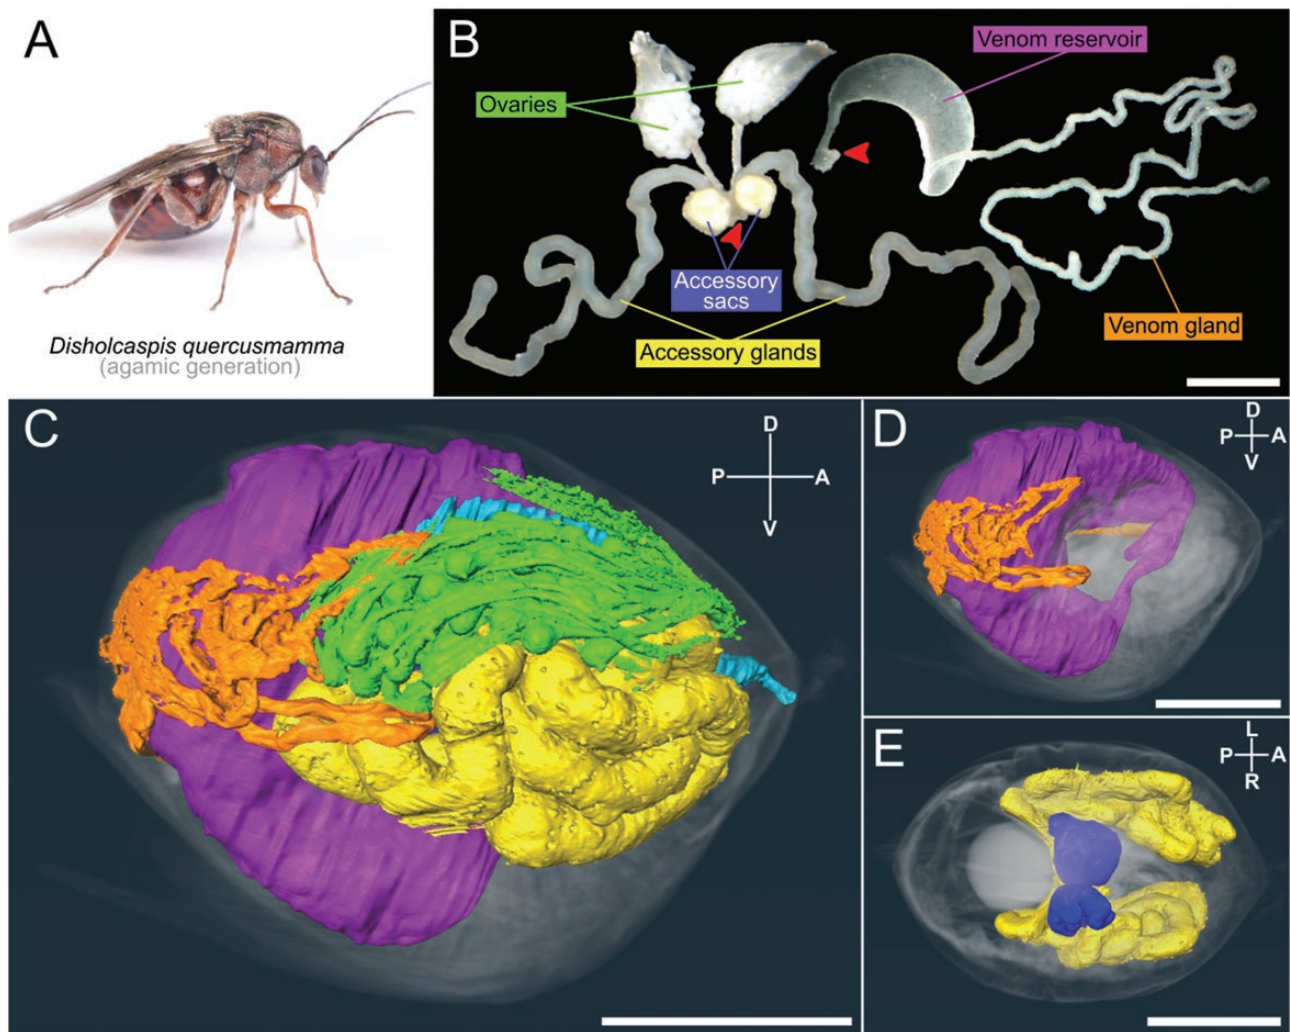 A
Disholcaspis quercusmamma
(agamic generation)
B
Venom reservoir
Ovaries
Accessory
sacs
Accessory glands
Venom gland
C
D
P A
V
D
D
P A
V
E
L
P A
R